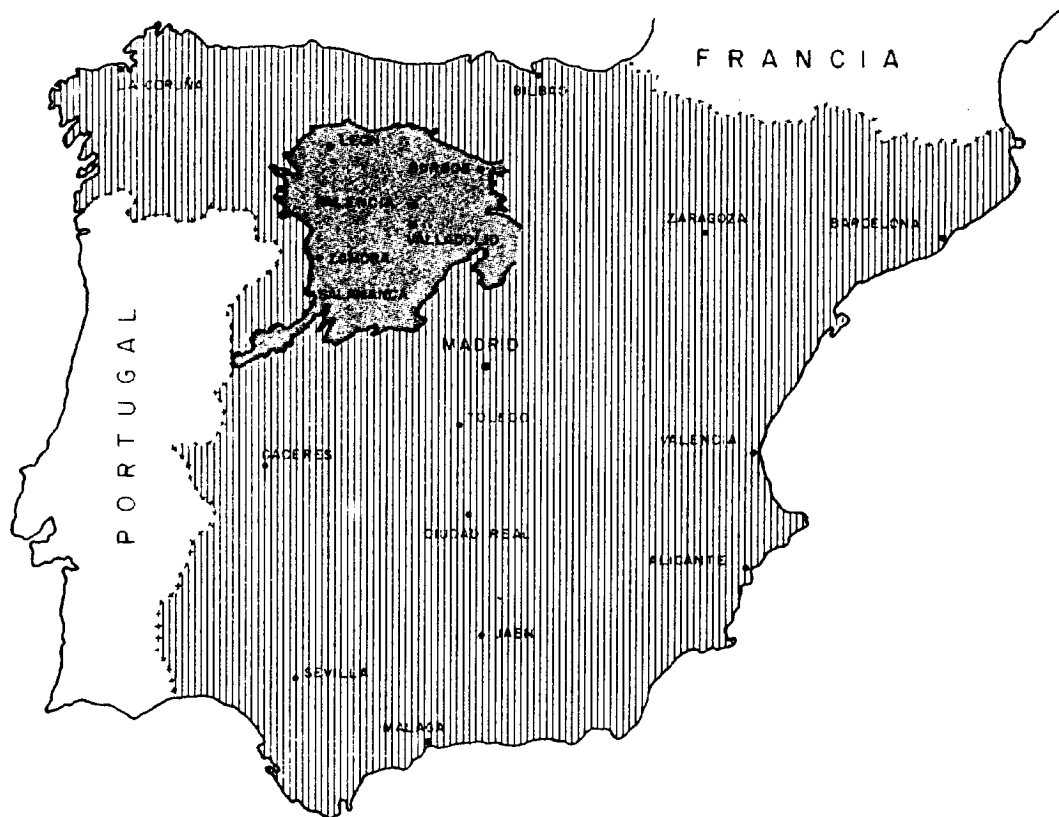 FRANCIA
LA CORUÑA
BILBAO
LEON
BURGOS
ZARAGOZA
BARCELONA
VALLADOLID
ZAMORA
SALAMANCA
MADRID
PORTUGAL
TOLEDO
VALENCIA
CACERES
CIUDAD REAL
ALICANTE
JAEN
SEVILLA
MALAGA